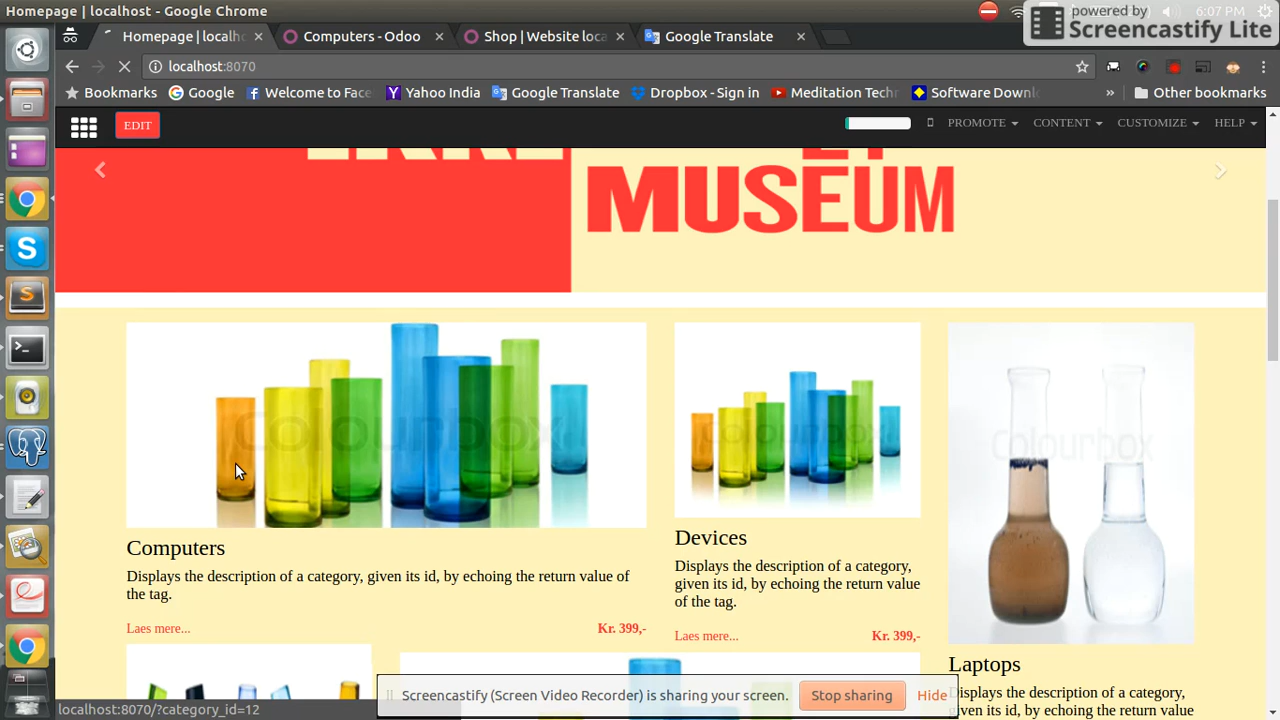 Homepage | localhost - Google Chrome
6:07 PM
powered by
Screencastify Lite
Homepage | localh
Computers - Odoo
Shop | Website loca
Google Translate
localhost:8070
Bookmarks
Google
Welcome to Face
Yahoo India
Google Translate
Dropbox - Sign in
Meditation Techr
Software Downl
»
Other bookmarks
EDIT
PROMOTE
CONTENT
CUSTOMIZE
HELP
MUSEUM
Colourbox
Colourbox
Colourbox
Computers
Displays the description of a category, given its id, by echoing the return value of
the tag.
Laes mere...
Kr. 399,-
Devices
Displays the description of a category,
given its id, by echoing the return value
of the tag.
Laes mere...
Kr. 399,-
Laptops
Displays the description of a category,
given its id, by echoing the return value
Screencastify (Screen Video Recorder) is sharing your screen.
Stop sharing
Hide
localhost:8070/?category_id=12